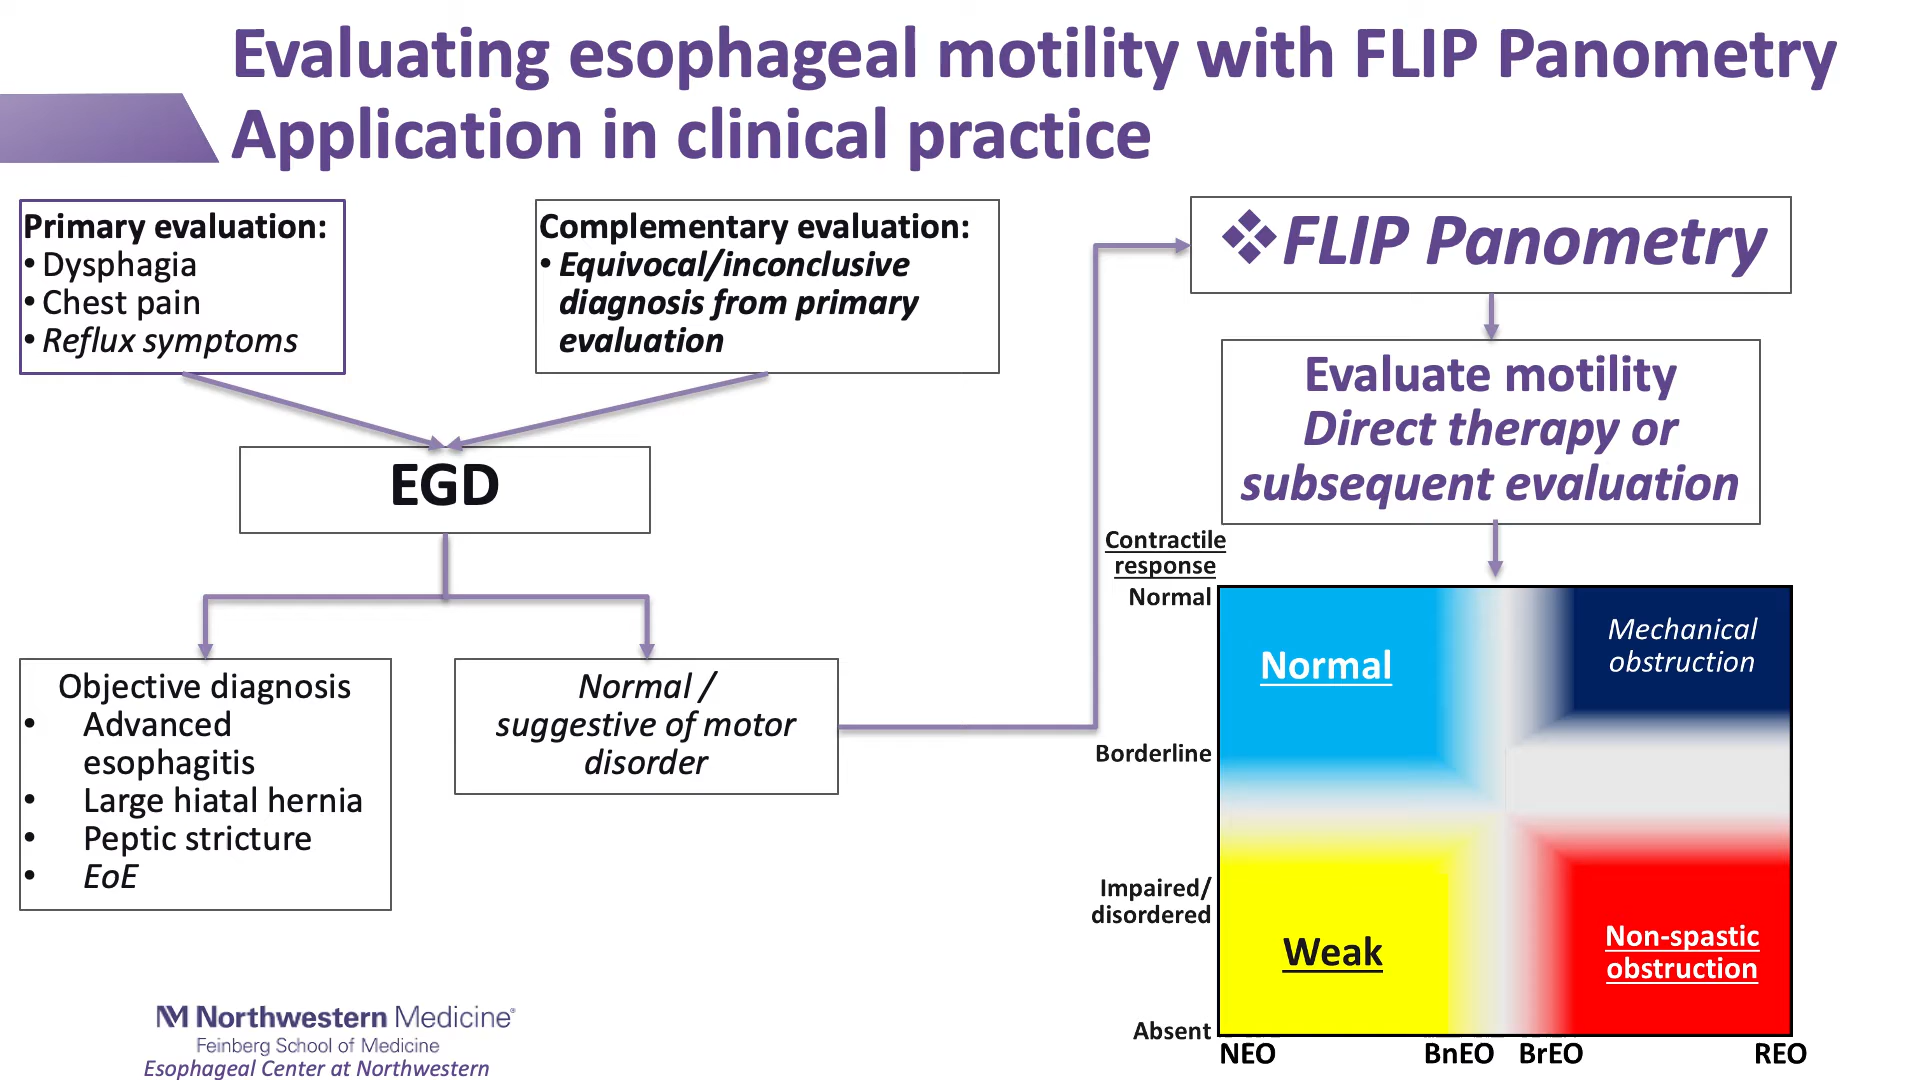 Evaluating esophageal motility with FLIP Panometry
Application in clinical practice
Primary evaluation:
• Dysphagia
• Chest pain
• Reflux symptoms
Complementary evaluation:
• Equivocal/inconclusive
diagnosis from primary
evaluation
EGD
Objective diagnosis
• Advanced
esophagitis
• Large hiatal hernia
• Peptic stricture
• EoE
Normal /
suggestive of motor
disorder
❖FLIP Panometry
Evaluate motility
Direct therapy or
subsequent evaluation
Contractile
response
Normal
Borderline
Impaired/
disordered
Absent
Normal
Mechanical
obstruction
Weak
Non-spastic
obstruction
NEO BnEO BrEO REO
Northwestern Medicine®
Feinberg School of Medicine
Esophageal Center at Northwestern